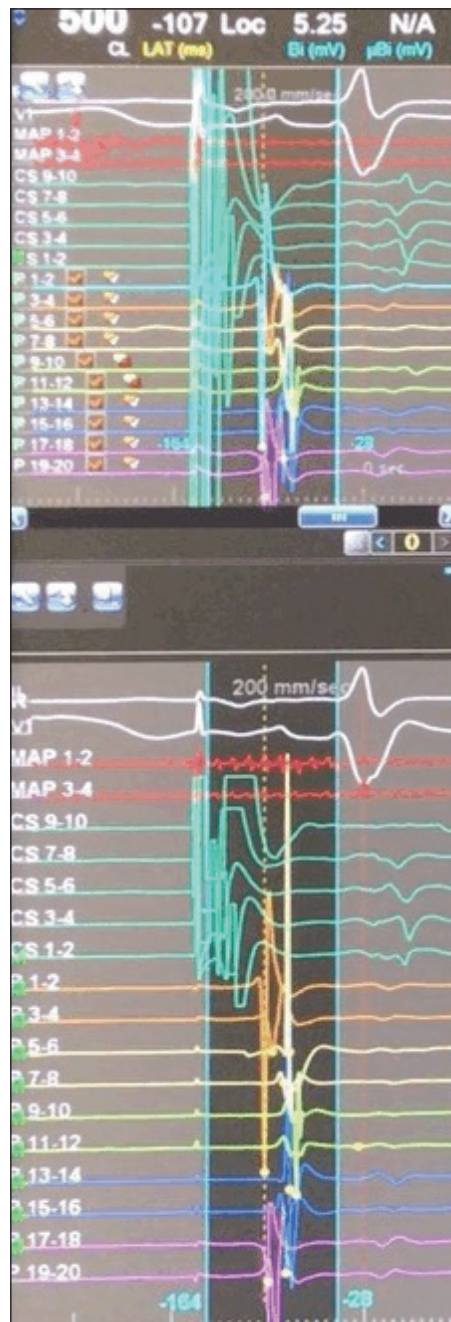 500 -107 Loc 5.25 N/A
CL LAT (ms) Bi (mV) µBi (mV)
200.0 mm/sec
V1
MAP 1-2
MAP 3-4
CS 9-10
CS 7-8
CS 5-6
CS 3-4
S 1-2
P 1-2
P 3-4
P 5-6
P 7-8
P 9-10
P 11-12
P 13-14
P 15-16
P 17-18 -164 -28
P 19-20 0 sec
0
200 mm/sec
V1
MAP 1-2
MAP 3-4
CS 9-10
CS 7-8
CS 5-6
CS 3-4
CS 1-2
P 1-2
P 3-4
P 5-6
P 7-8
P 9-10
P 11-12
P 13-14
P 15-16
P 17-18
P 19-20
-164 -28